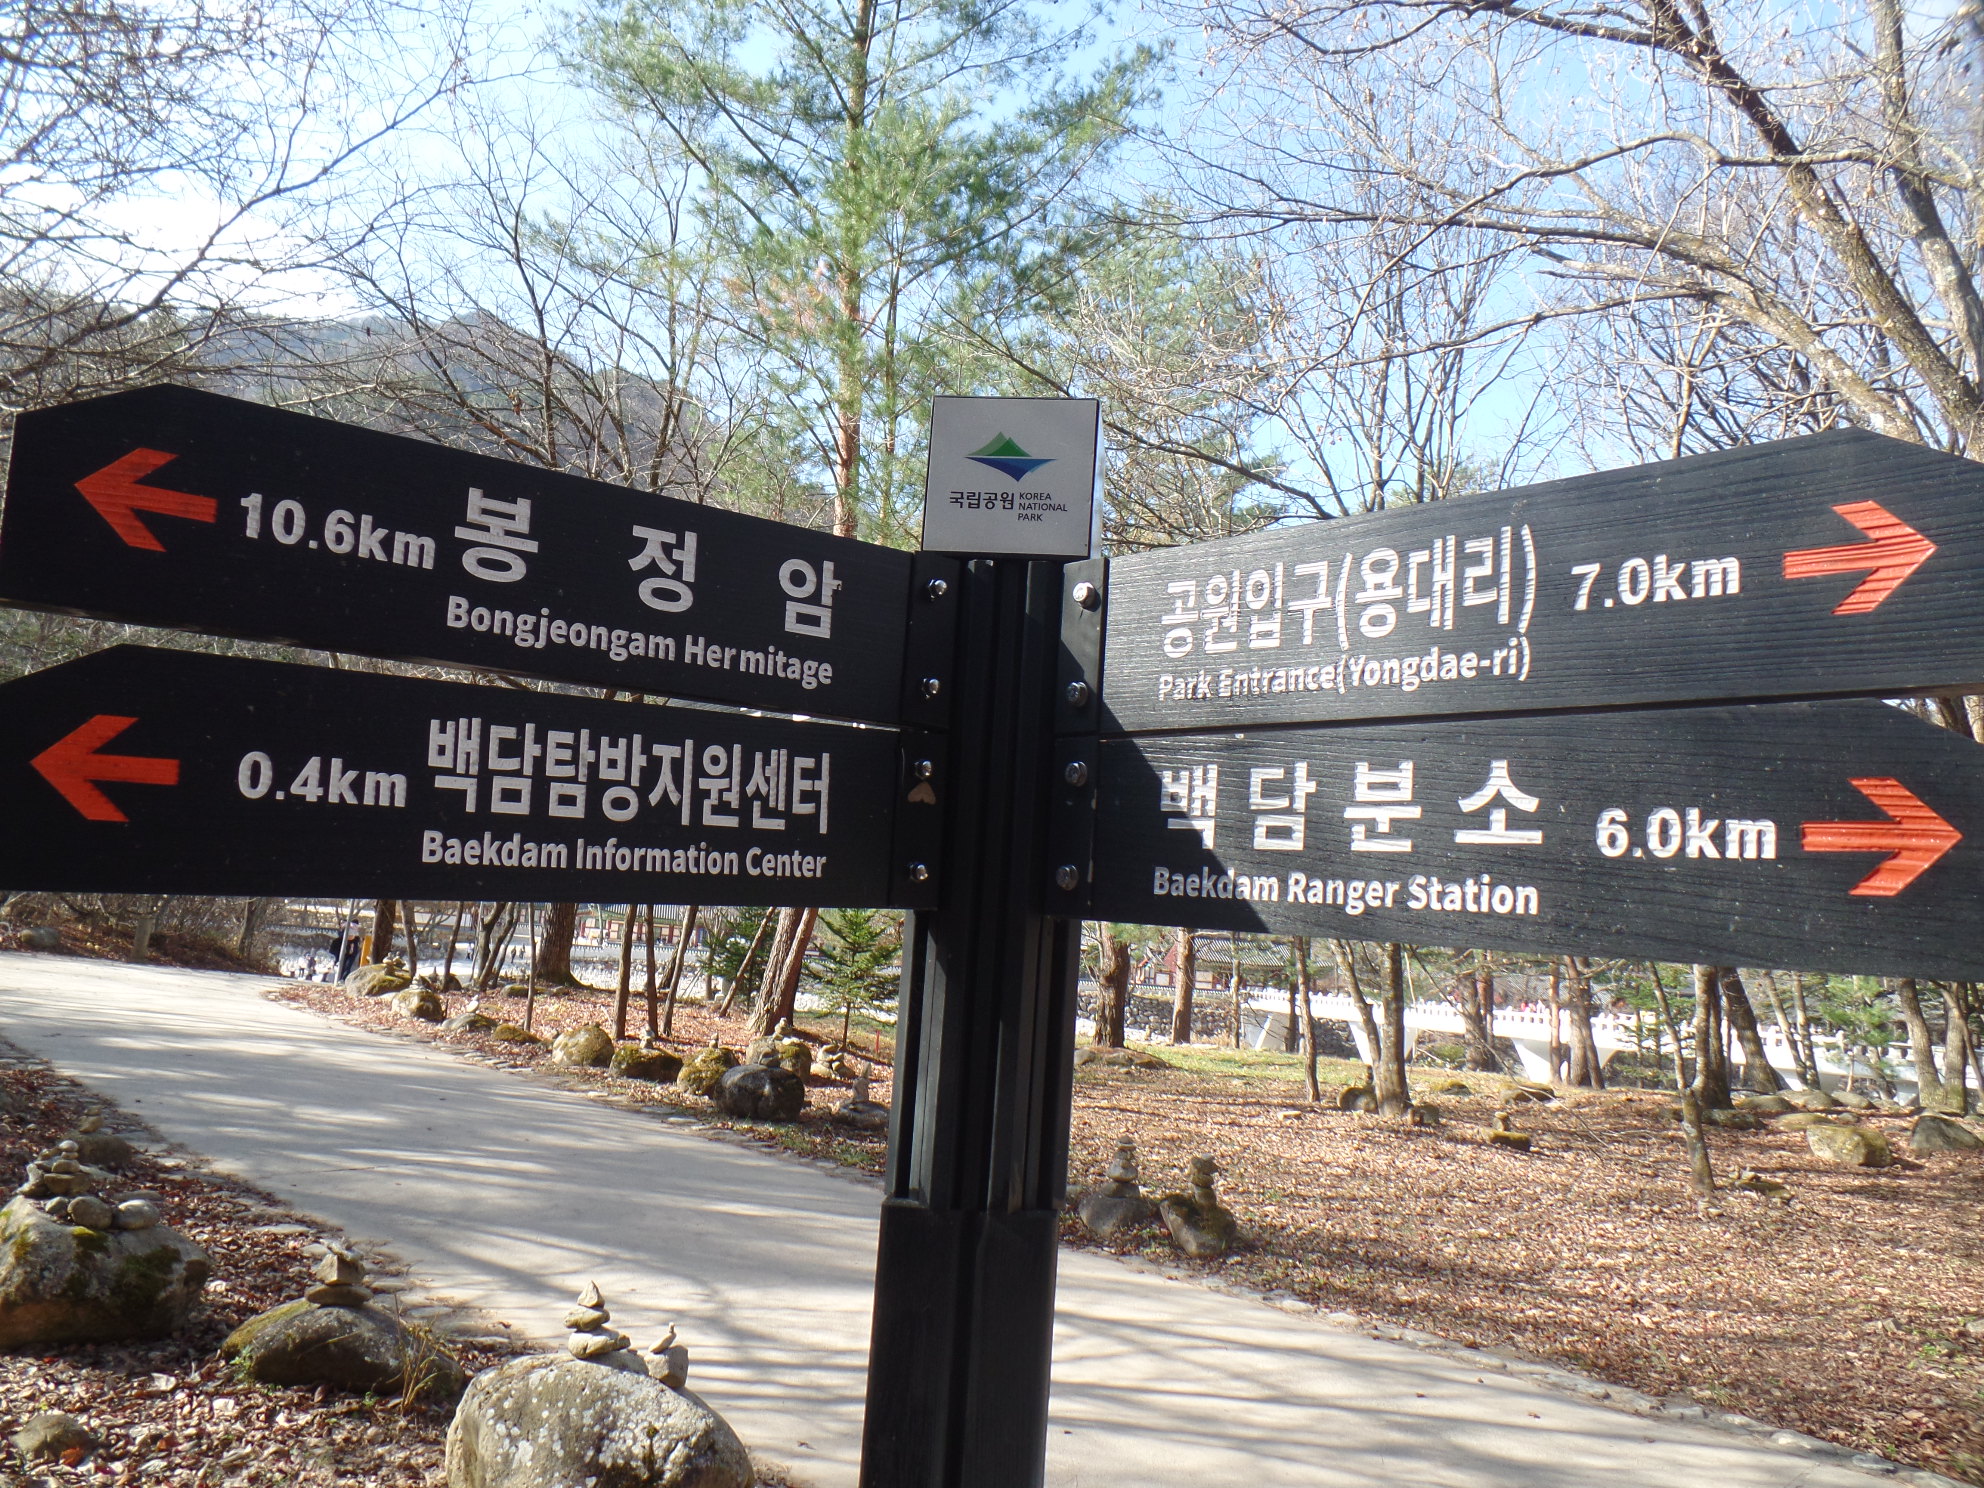 국립공원 KOREA
NATIONAL
PARK
10.6km 봉 정 암
Bongjeongam Hermitage
0.4km 백담탐방지원센터
Baekdam Information Center
공원입구(용대리) 7.0km
Park Entrance(Yongdae-ri)
백담분소 6.0km
Baekdam Ranger Station